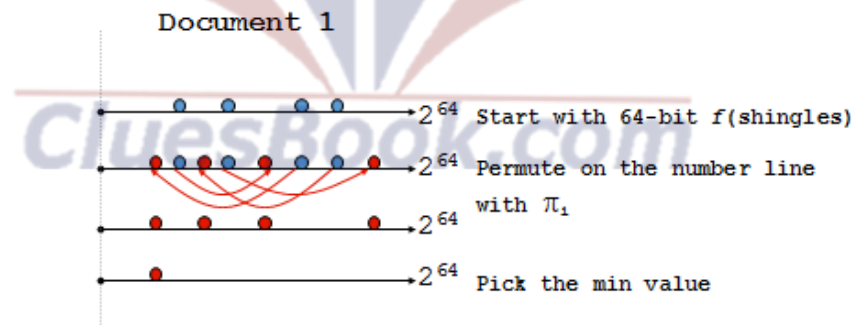 Document 1
2^64 Start with 64-bit f(shingles)
2^64 Permute on the number line
with π_i
2^64
2^64 Pick the min value
CluesBook.com